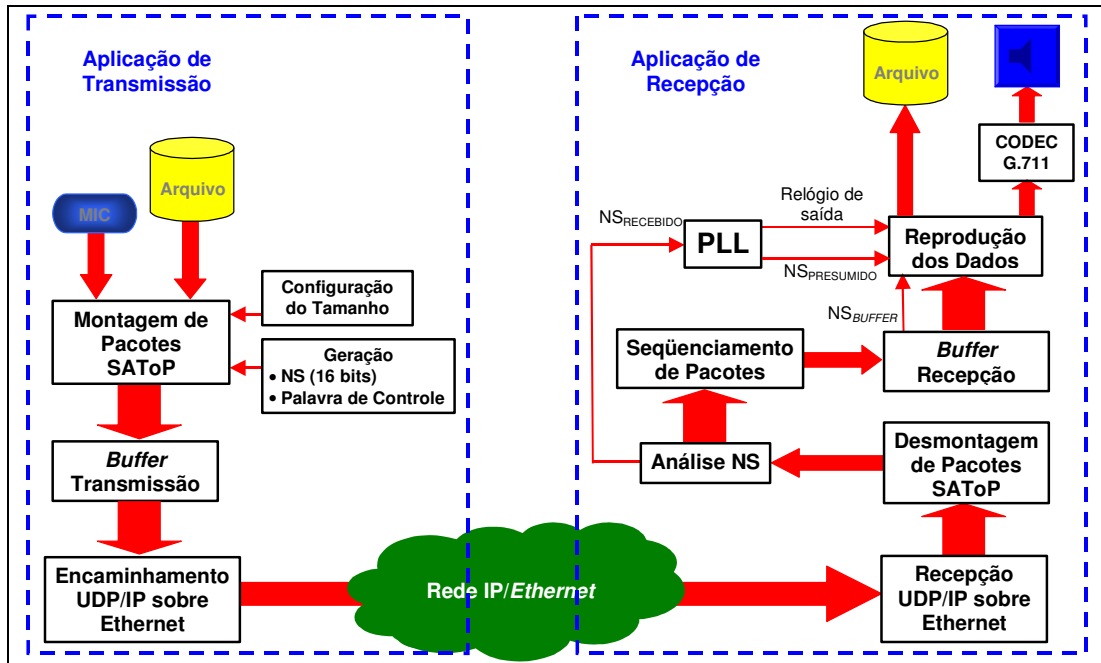 Aplicação de
Transmissão
MIC
Arquivo
Montagem de
Pacotes
SAToP
Configuração
do Tamanho
Geração
• NS (16 bits)
• Palavra de Controle
Buffer
Transmissão
Encaminhamento
UDP/IP sobre
Ethernet
Rede IP/Ethernet
Aplicação de
Recepção
Arquivo
CODEC
G.711
NSRECEBIDO
PLL
Relógio de
saída
NSPRESUMIDO
Reprodução
dos Dados
NSBUFFER
Seqüenciamento
de Pacotes
Buffer
Recepção
Análise NS
Desmontagem
de Pacotes
SAToP
Recepção
UDP/IP sobre
Ethernet